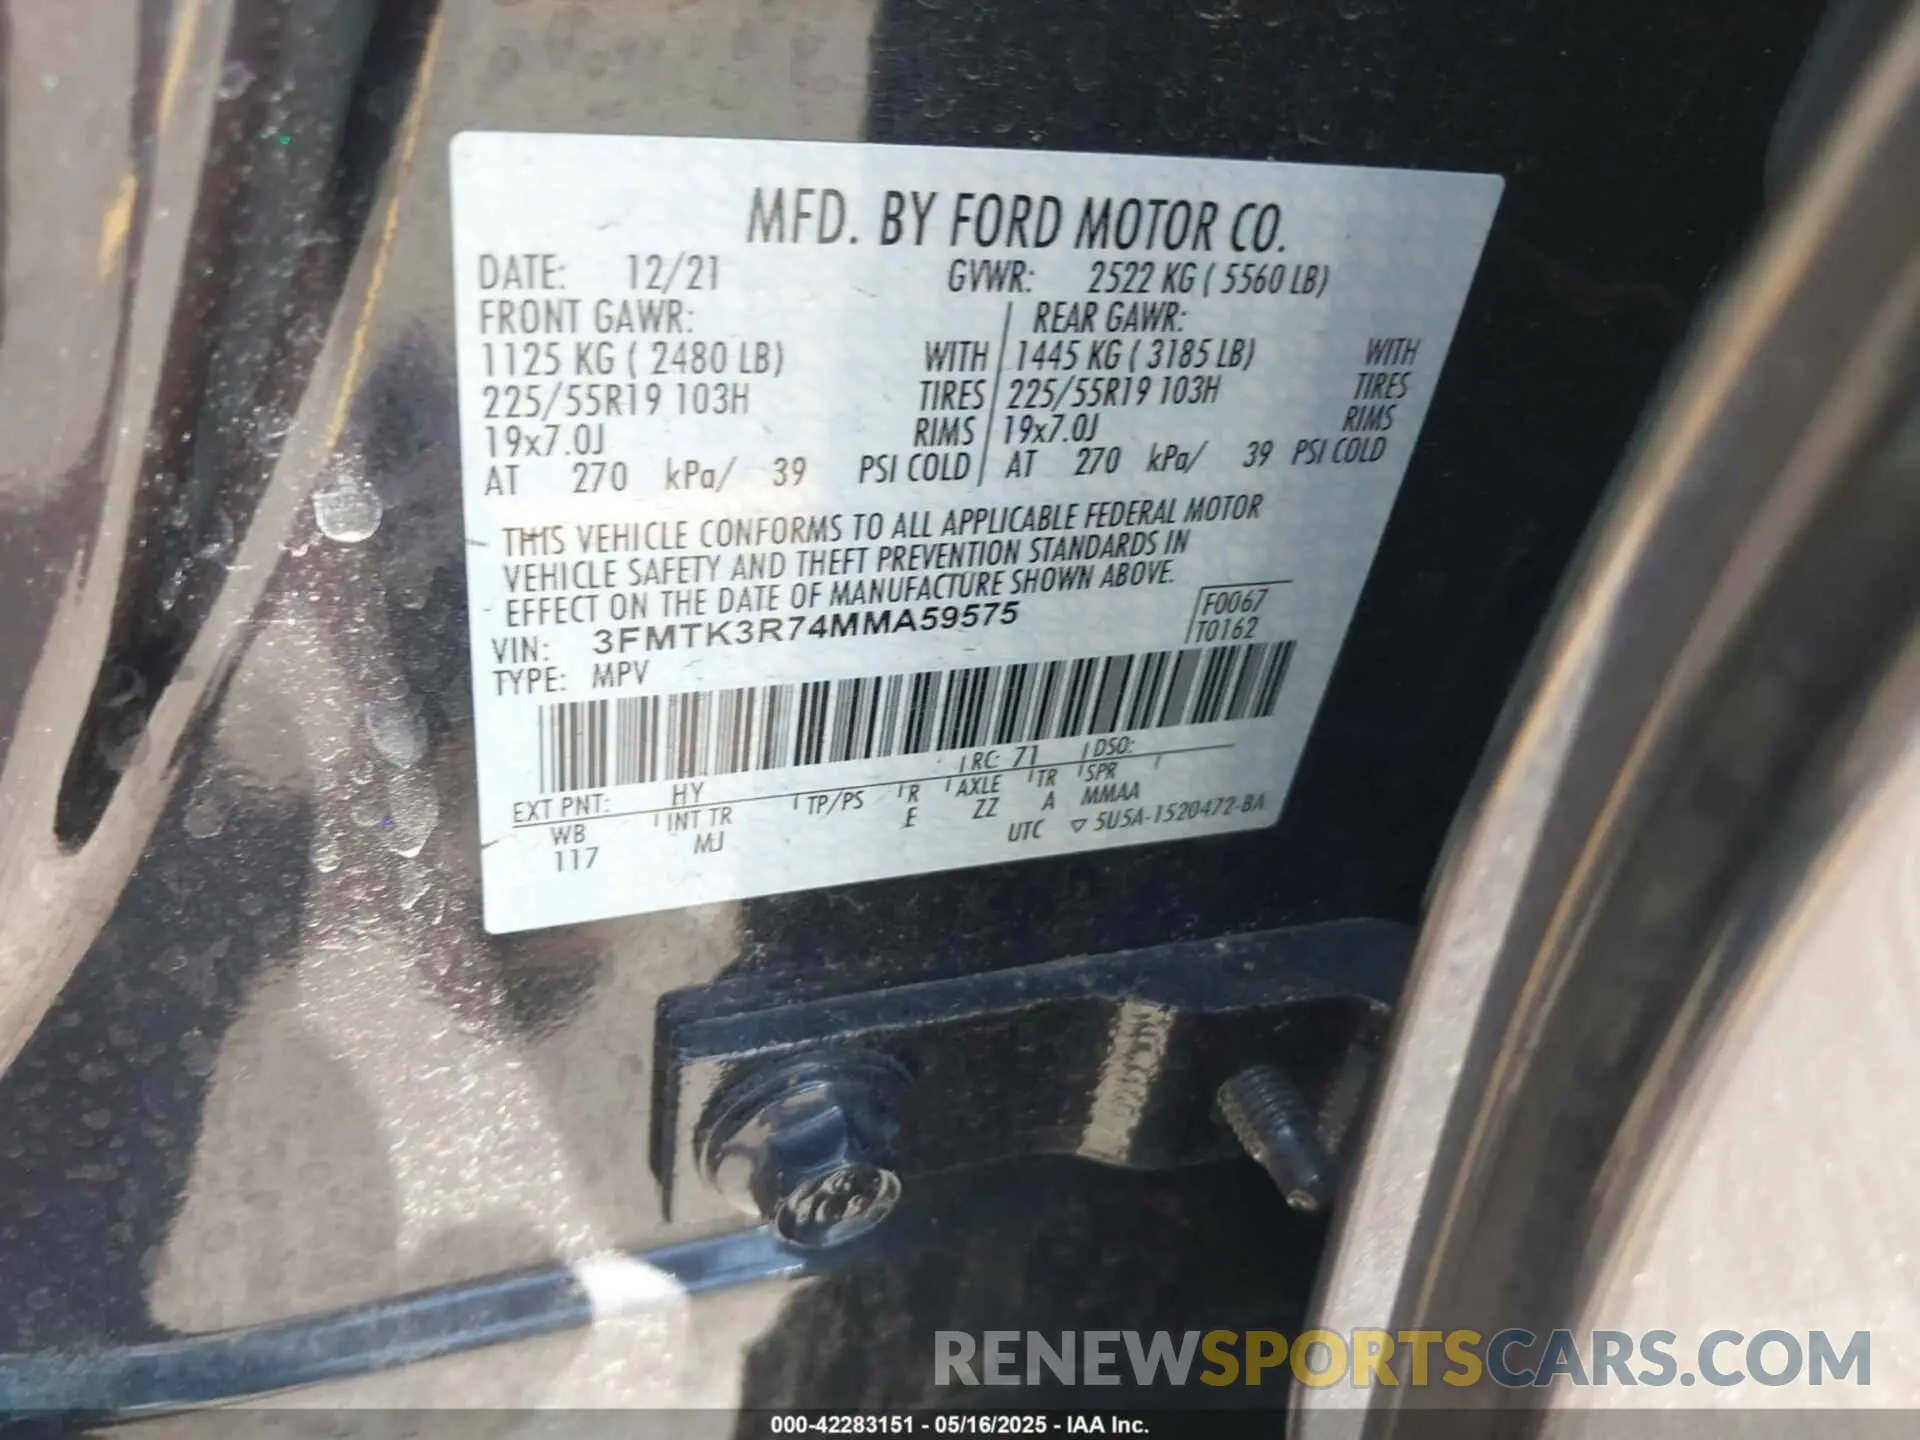 MFD. BY FORD MOTOR CO.
DATE: 12/21 GVWR: 2522 KG ( 5560 LB)
FRONT GAWR: REAR GAWR:
1125 KG ( 2480 LB) WITH 1445 KG ( 3185 LB) WITH
225/55R19 103H TIRES 225/55R19 103H TIRES
19x7.0J RIMS 19x7.0J RIMS
AT 270 kPa/ 39 PSI COLD AT 270 kPa/ 39 PSI COLD
THIS VEHICLE CONFORMS TO ALL APPLICABLE FEDERAL MOTOR
VEHICLE SAFETY AND THEFT PREVENTION STANDARDS IN
EFFECT ON THE DATE OF MANUFACTURE SHOWN ABOVE.
VIN: 3FMTK3R74MMA59575 F0067
TYPE: MPV T0162
EXT PNT: HY RC: 71 DSO:
WB INT TR TP/PS R AXLE TR SPR
117 MJ E ZZ A MMAA
UTC ▽ 5U5A-1520472-BA
RENEWSPORTSCARS.COM
000-42283151 - 05/16/2025 - IAA Inc.